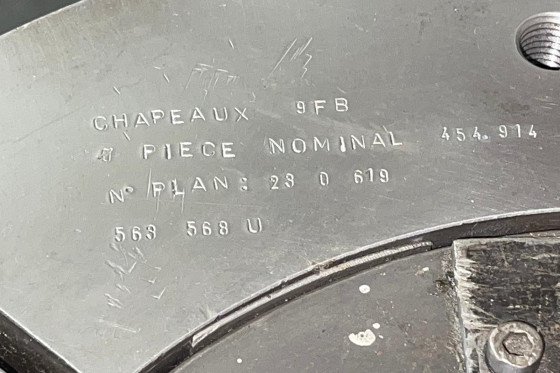 CHAPEAUX 9FB
PIECE NOMINAL 454.914
N° PLAN: 23 0 619
563 568 U